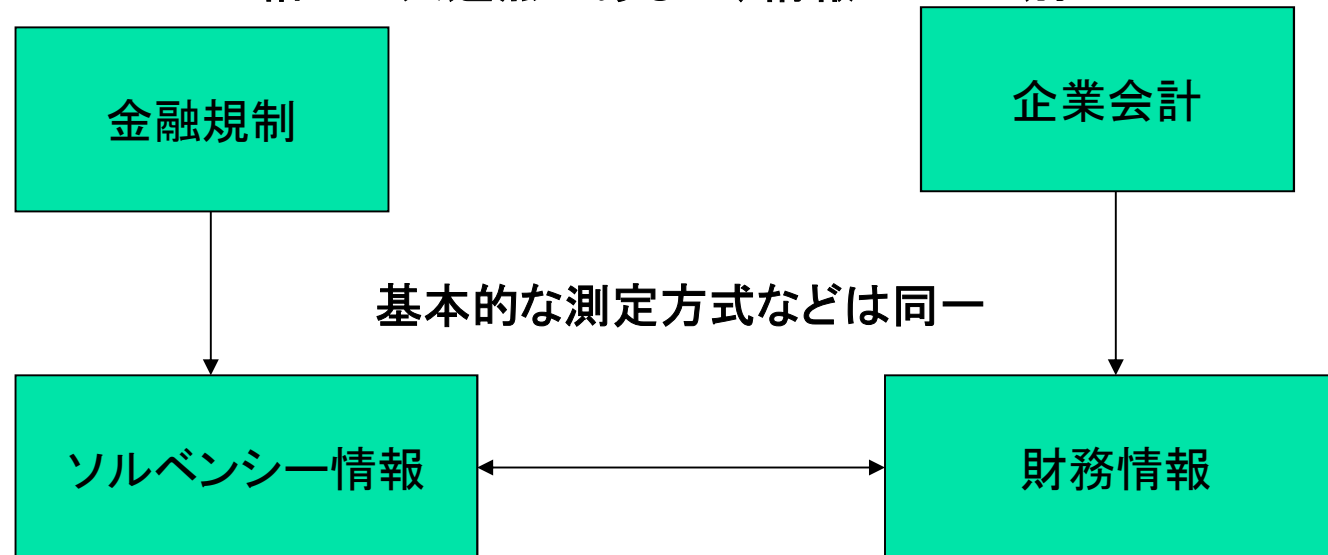 金融規制
企業会計
基本的な測定方式などは同一
ソルベンシー情報
財務情報